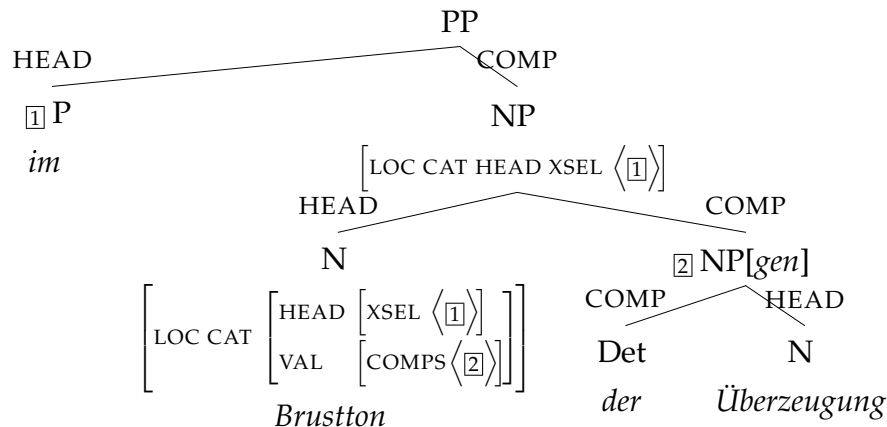 PP
HEAD COMP
1 P NP
im [LOC CAT HEAD XSEL ⟨1⟩]
HEAD COMP
N 2 NP[gen]
COMP HEAD
[LOC CAT [HEAD [XSEL ⟨1⟩]
VAL [COMPS⟨2⟩]]]
Det N
Brustton der Überzeugung